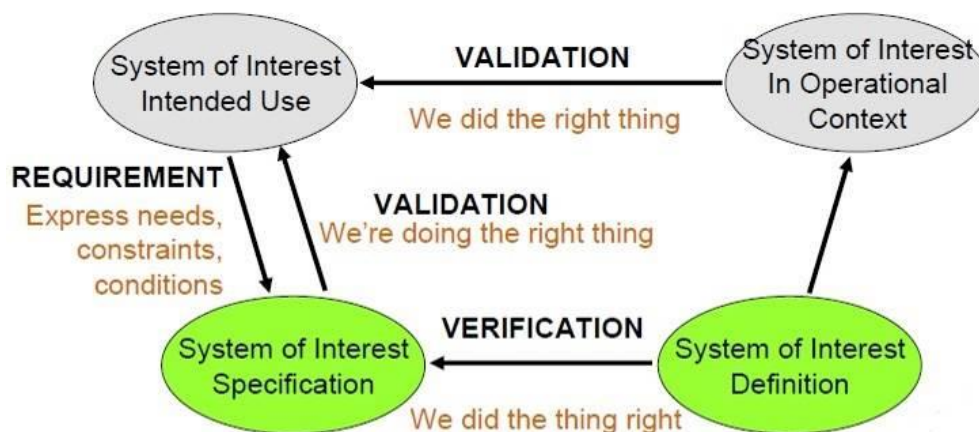 System of Interest
Intended Use
VALIDATION
We did the right thing
System of Interest
In Operational
Context
REQUIREMENT
Express needs,
constraints,
conditions
VALIDATION
We're doing the right thing
System of Interest
Specification
VERIFICATION
We did the thing right
System of Interest
Definition